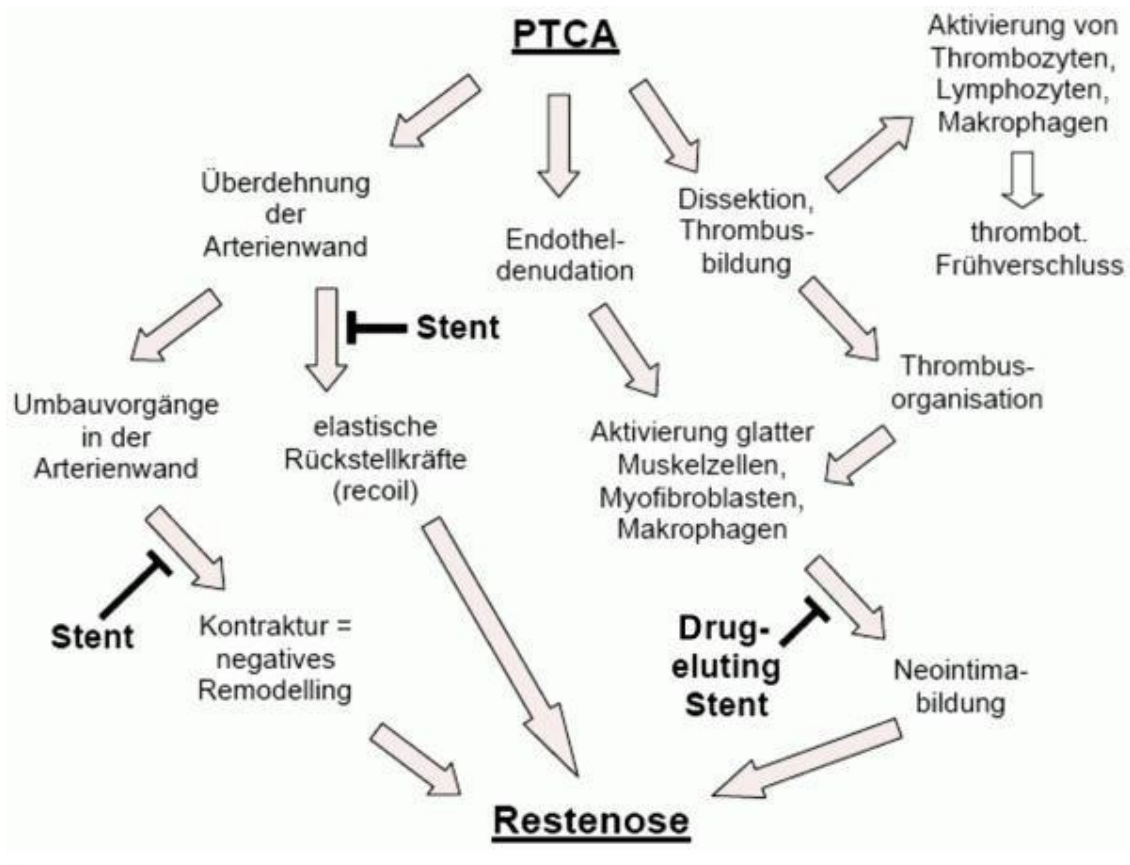 PTCA
Aktivierung von
Thrombozyten,
Lymphozyten,
Makrophagen
Überdehnung
der
Arterienwand
Endothel-
denudation
Dissektion,
Thrombus-
bildung
thrombot.
Frühverschluss
Stent
Umbauvorgänge
in der
Arterienwand
elastische
Rückstellkräfte
(recoil)
Aktivierung glatter
Muskelzellen,
Myofibroblasten,
Makrophagen
Thrombus-
organisation
Stent
Kontraktur =
negatives
Remodelling
Drug-
eluting
Stent
Neointima-
bildung
Restenose